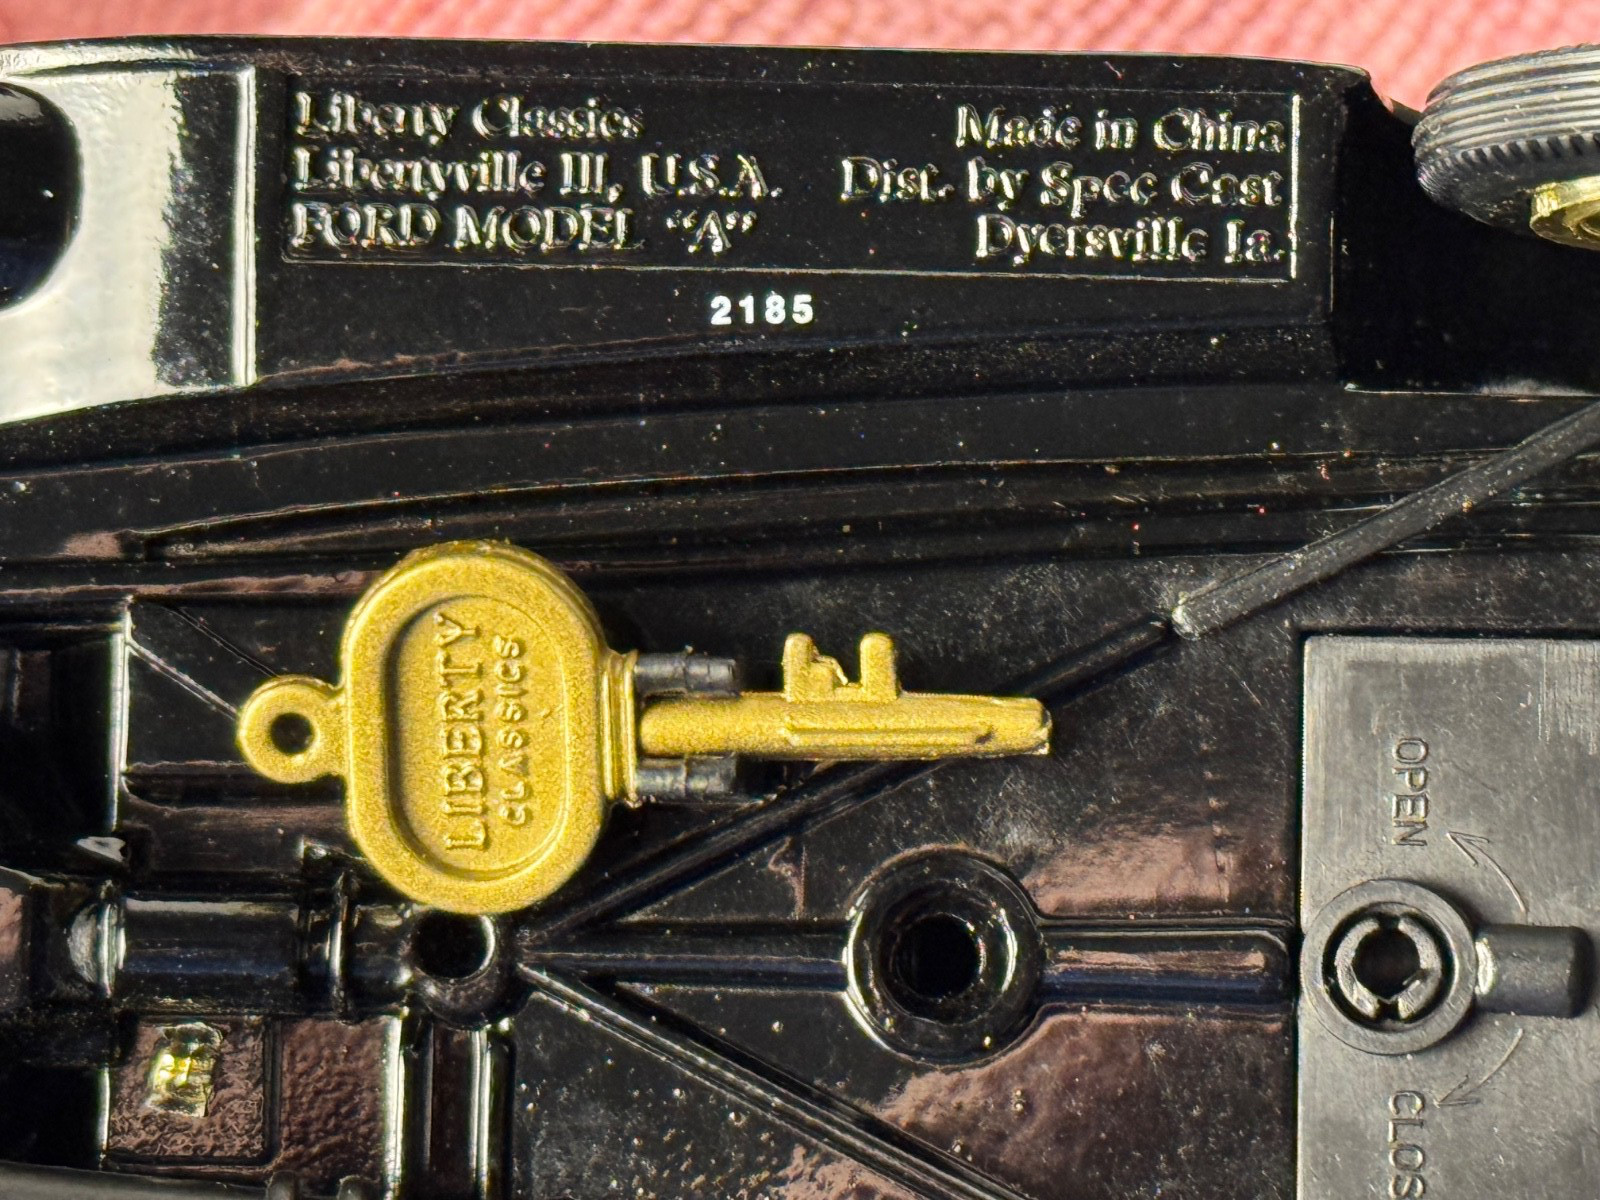 Liberty Classics
Libertyville Ill, U.S.A.
FORD MODEL “A”
Made in China
Dist. by Spec Cast
Dyersville Ia.
2185
LIBERTY
CLASSICS
OPEN
CLOS